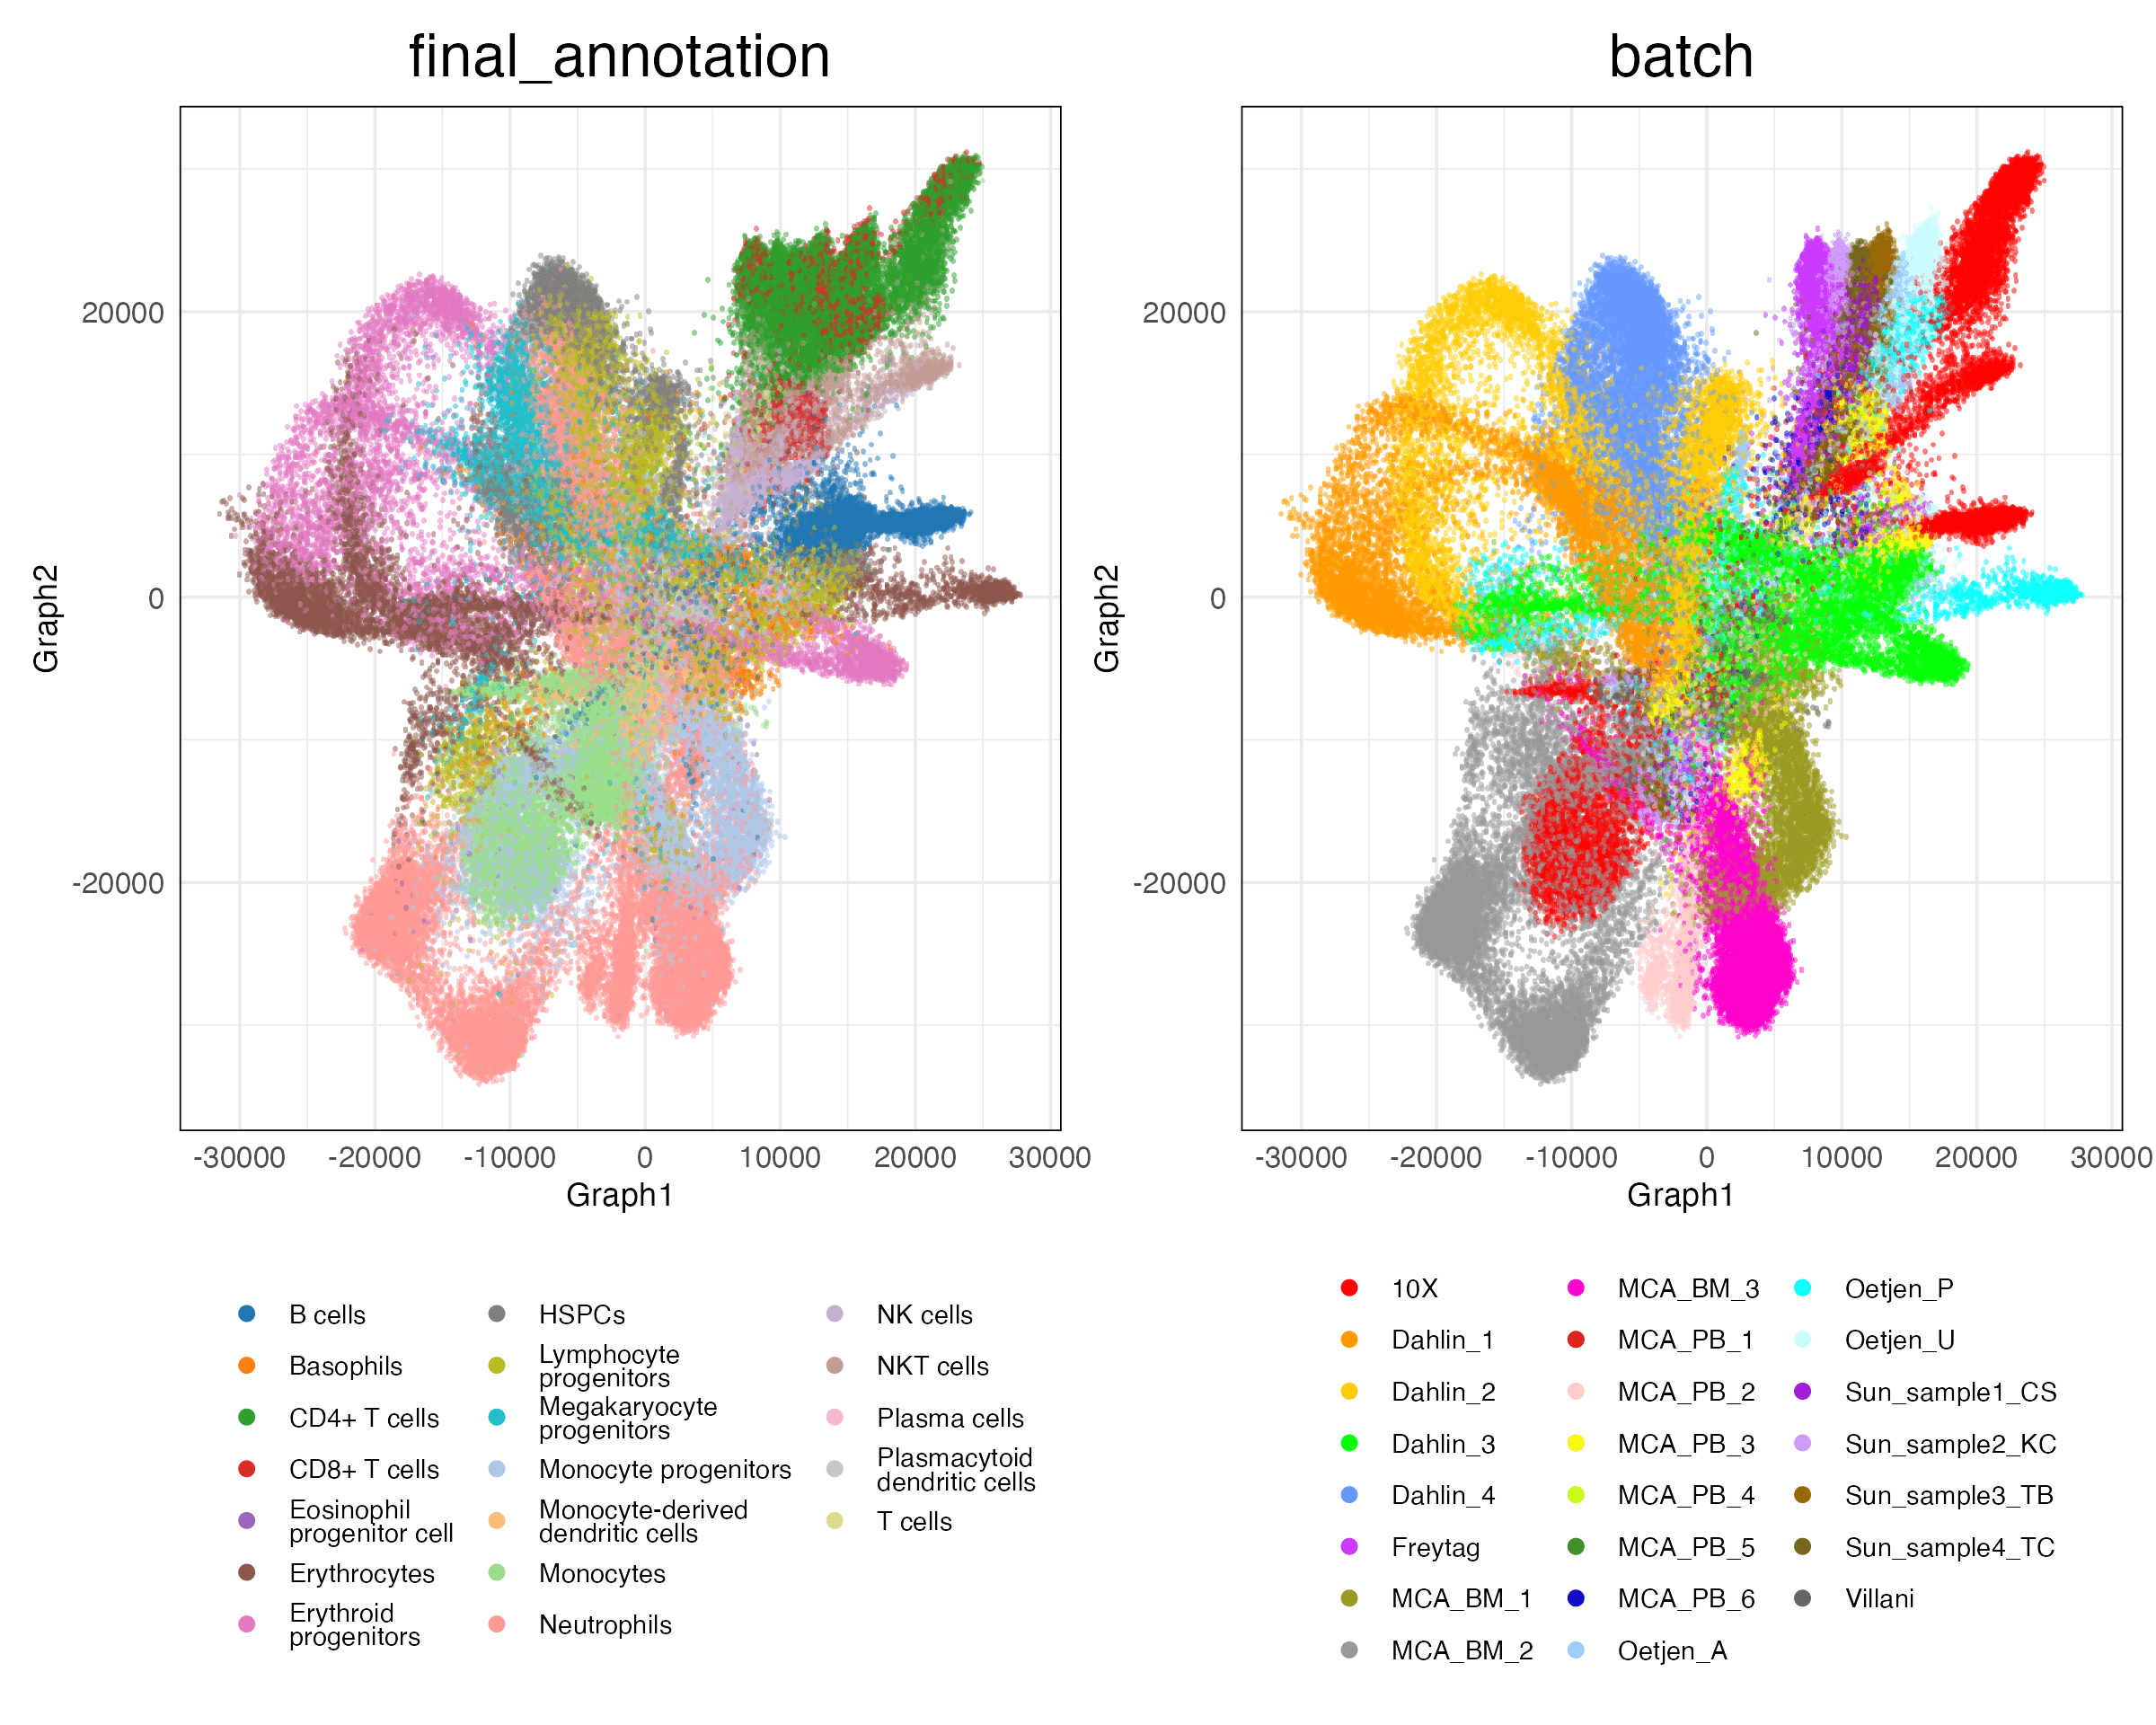 final_annotation
batch
Graph2
20000
0
-20000
-30000 -20000 -10000 0 10000 20000 30000
Graph1
Graph2
20000
0
-20000
-30000 -20000 -10000 0 10000 20000 30000
Graph1
B cells
Basophils
CD4+ T cells
CD8+ T cells
Eosinophil
progenitor cell
Erythrocytes
Erythroid
progenitors
HSPCs
Lymphocyte
progenitors
Megakaryocyte
progenitors
Monocyte progenitors
Monocyte-derived
dendritic cells
Monocytes
Neutrophils
NK cells
NKT cells
Plasma cells
Plasmacytoid
dendritic cells
T cells
10X
Dahlin_1
Dahlin_2
Dahlin_3
Dahlin_4
Freytag
MCA_BM_1
MCA_BM_2
MCA_BM_3
MCA_PB_1
MCA_PB_2
MCA_PB_3
MCA_PB_4
MCA_PB_5
MCA_PB_6
Oetjen_A
Oetjen_P
Oetjen_U
Sun_sample1_CS
Sun_sample2_KC
Sun_sample3_TB
Sun_sample4_TC
Villani